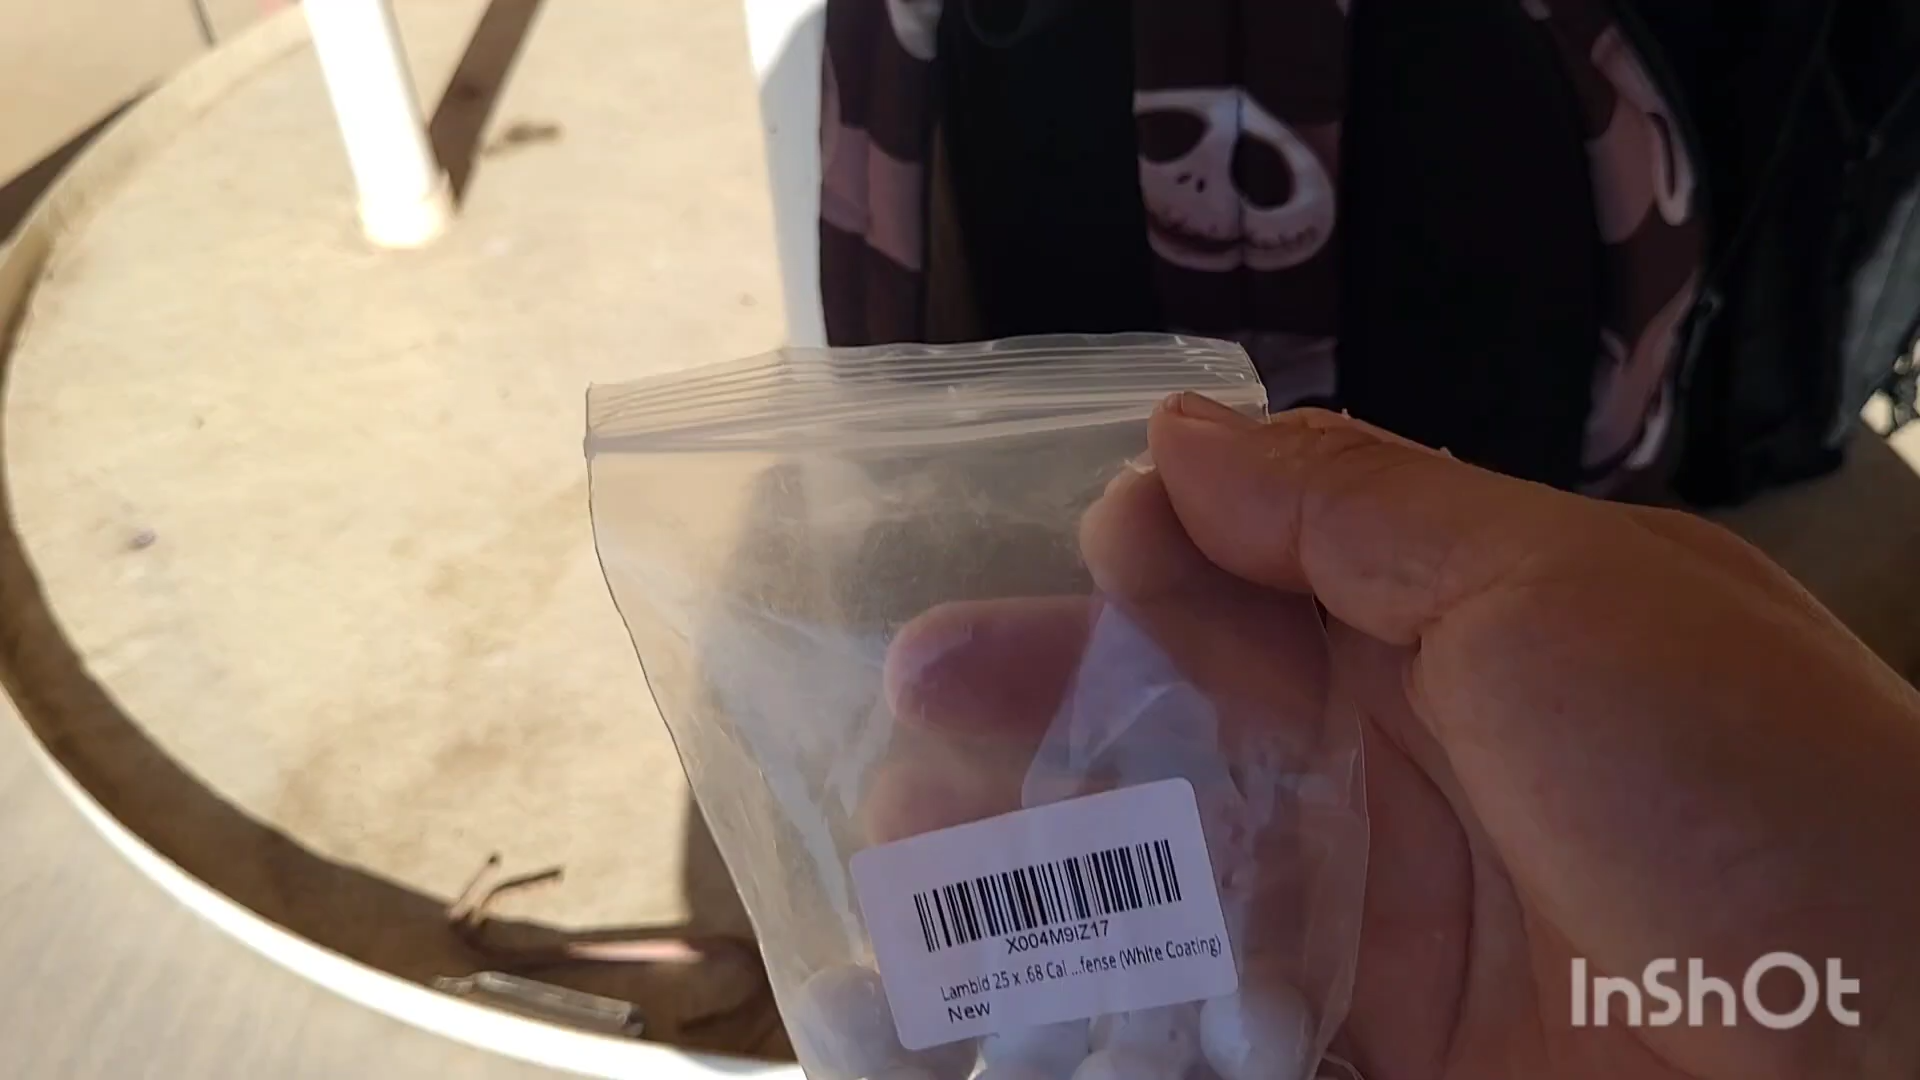 X004M9IZ17
Lambid 25 x .68 Cal ...fense (White Coating)
New
InShOt